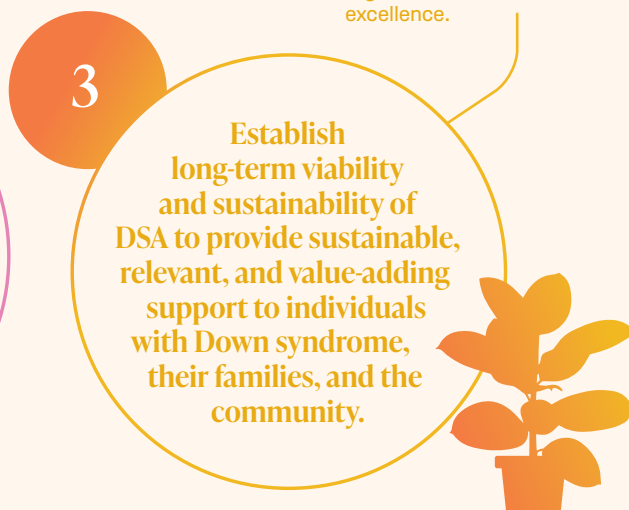 excellence.
3
Establish
long-term viability
and sustainability of
DSA to provide sustainable,
relevant, and value-adding
support to individuals
with Down syndrome,
their families, and the
community.